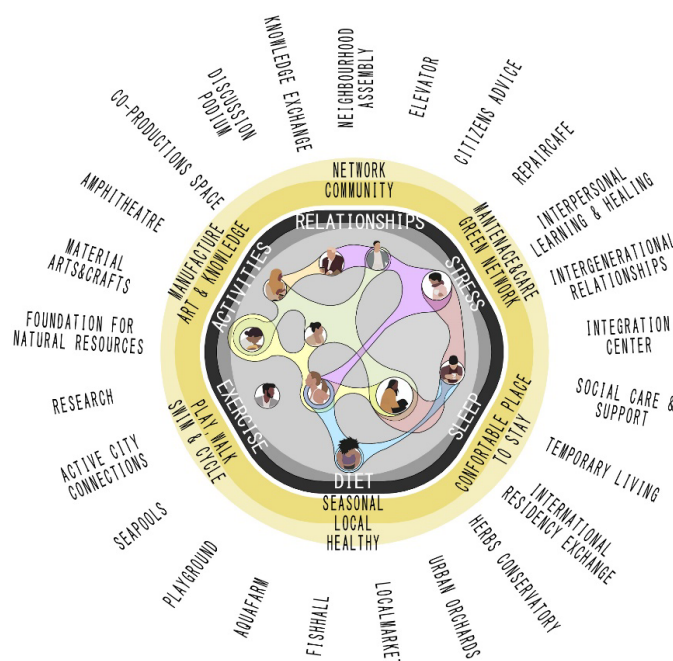 KNOWLEDGE EXCHANGE
NEIGHBOURHOOD
ASSEMBLY
ELEVATOR
CITIZENS ADVICE
REPAIRCAFE
INTERPERSONAL
LEARNING & HEALING
INTERGENERATIONAL
RELATIONSHIPS
INTEGRATION
CENTER
SOCIAL CARE &
SUPPORT
TEMPORARY LIVING
INTERNATIONAL
RESIDENCY EXCHANGE
HERBS CONSERVATORY
URBAN ORCHARDS
LOCALMARKET
FISHHALL
AQUAFARM
PLAYGROUND
SEAPOOLS
ACTIVE CITY
CONNECTIONS
RESEARCH
FOUNDATION FOR
NATURAL RESOURCES
MATERIAL
ARTS&CRAFTS
AMPHITHEATRE
CO-PRODUCTIONS SPACE
DISCUSSION
PODIUM
NETWORK
COMMUNITY
MANTENACE&CARE
GREEN NETWORK
CONFORTABLE PLACE
TO STAY
SEASONAL
LOCAL
HEALTHY
PLAY WALK
SWIM & CYCLE
MANUFACTURE
ART & KNOWLEDGE
RELATIONSHIPS
STRESS
SLEEP
DIET
EXERCISE
ACTIVITIES